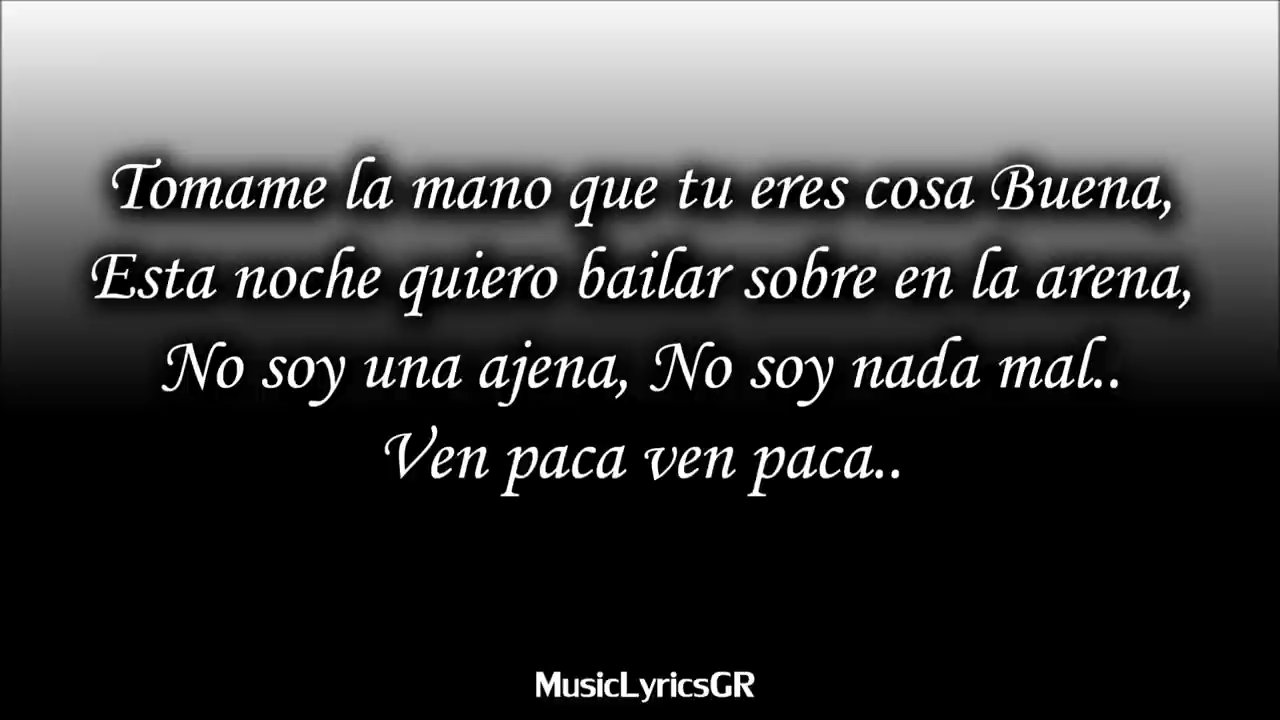 Tomame la mano que tu eres cosa Buena,
Esta noche quiero bailar sobre en la arena,
No soy una ajena, No soy nada mal..
Ven paca ven paca..
MusicLyricsGR